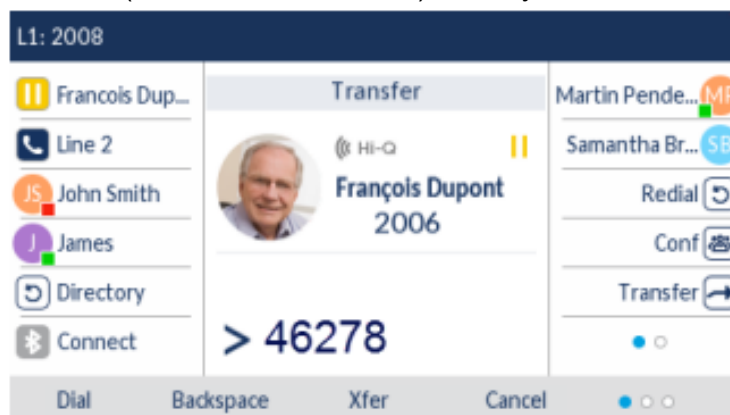 L1: 2008
Francois Dup...
Line 2
JS John Smith
J James
Directory
Connect
Transfer
Hi-Q
François Dupont
2006
> 46278
Martin Pende...
Samantha Br... SB
Redial
Conf
Transfer
Dial Backspace Xfer Cancel